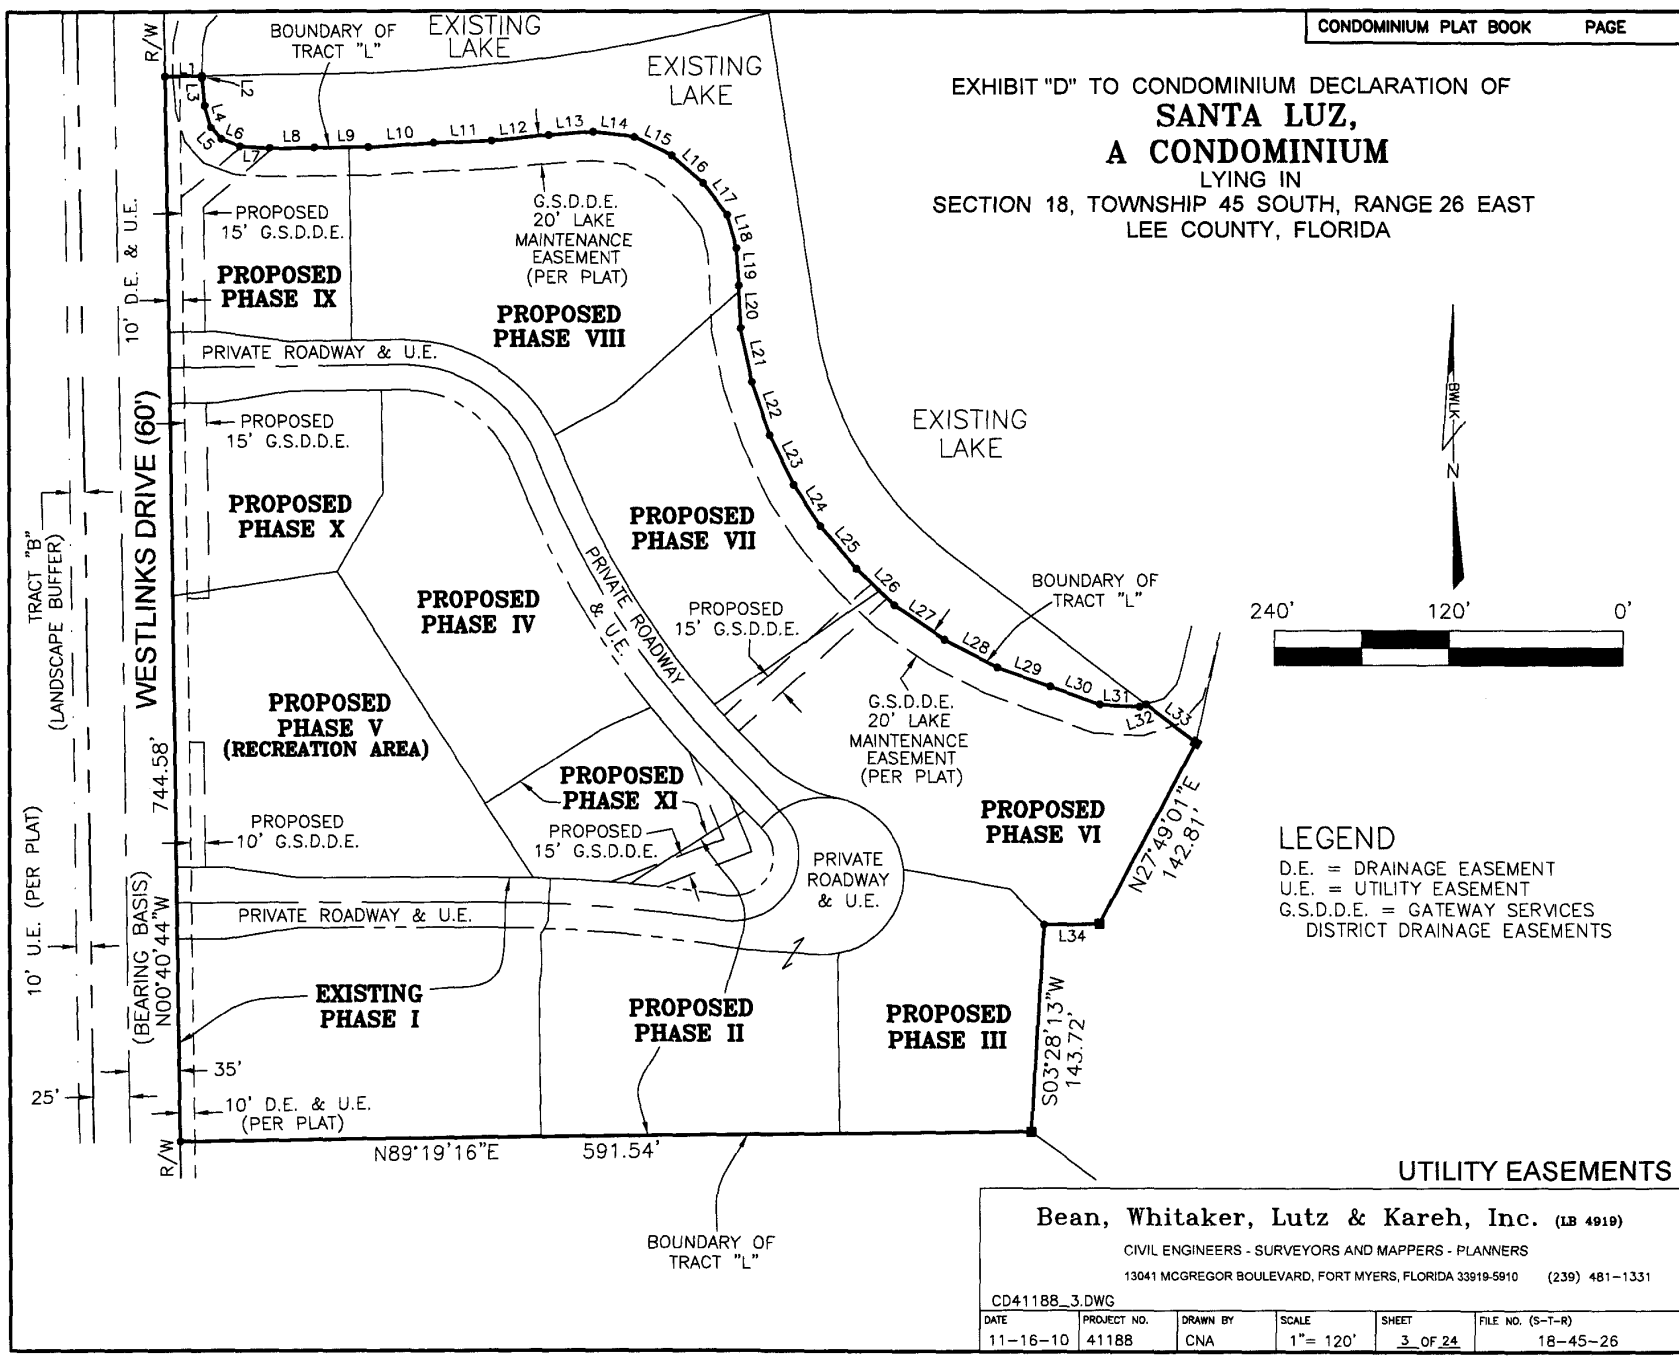 CONDOMINIUM PLAT BOOK PAGE
EXHIBIT "D" TO CONDOMINIUM DECLARATION OF
SANTA LUZ,
A CONDOMINIUM
LYING IN
SECTION 18, TOWNSHIP 45 SOUTH, RANGE 26 EAST
LEE COUNTY, FLORIDA
R/W
BOUNDARY OF
TRACT "L"
EXISTING
LAKE
EXISTING
LAKE
L1
L2
L3
L4
L5
L6
L7
L8
L9
L10
L11
L12
L13
L14
L15
L16
L17
L18
L19
L20
L21
L22
L23
L24
L25
L26
L27
L28
L29
L30
L31
L32
L33
L34
10' D.E. & U.E.
PROPOSED
15' G.S.D.D.E.
G.S.D.D.E.
20' LAKE
MAINTENANCE
EASEMENT
(PER PLAT)
PROPOSED
PHASE IX
PROPOSED
PHASE VIII
PRIVATE ROADWAY & U.E.
PROPOSED
15' G.S.D.D.E.
EXISTING
LAKE
BWLK
N
WESTLINKS DRIVE (60')
TRACT "B"
(LANDSCAPE BUFFER)
PROPOSED
PHASE X
PROPOSED
PHASE VII
PRIVATE ROADWAY
& U.E.
PROPOSED
PHASE IV
PROPOSED
15' G.S.D.D.E.
BOUNDARY OF
TRACT "L"
240' 120' 0'
PROPOSED
PHASE V
(RECREATION AREA)
G.S.D.D.E.
20' LAKE
MAINTENANCE
EASEMENT
(PER PLAT)
744.58'
PROPOSED
PHASE XI
PROPOSED
PHASE VI
N27°49'01"E
142.81'
PROPOSED
10' G.S.D.D.E.
PROPOSED
15' G.S.D.D.E.
PRIVATE
ROADWAY
& U.E.
LEGEND
D.E. = DRAINAGE EASEMENT
U.E. = UTILITY EASEMENT
G.S.D.D.E. = GATEWAY SERVICES
DISTRICT DRAINAGE EASEMENTS
10' U.E. (PER PLAT)
(BEARING BASIS)
N00°40'44"W
PRIVATE ROADWAY & U.E.
EXISTING
PHASE I
PROPOSED
PHASE II
PROPOSED
PHASE III
S03°28'13"W
143.72'
35'
25'
10' D.E. & U.E.
(PER PLAT)
R/W
N89°19'16"E 591.54'
BOUNDARY OF
TRACT "L"
UTILITY EASEMENTS
Bean, Whitaker, Lutz & Kareh, Inc. (LB 4919)
CIVIL ENGINEERS - SURVEYORS AND MAPPERS - PLANNERS
13041 MCGREGOR BOULEVARD, FORT MYERS, FLORIDA 33919-5910 (239) 481-1331
CD41188_3.DWG
DATE PROJECT NO. DRAWN BY SCALE SHEET FILE NO. (S-T-R)
11-16-10 41188 CNA 1"= 120' 3 OF 24 18-45-26